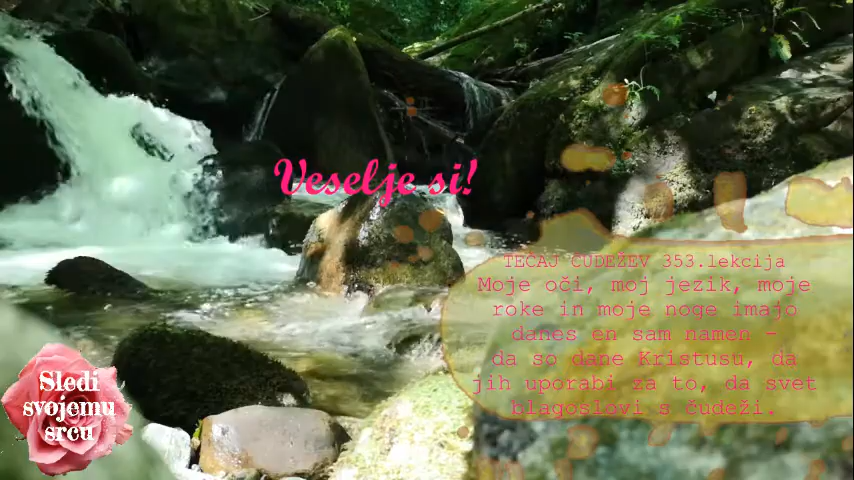 Veselje si!
TEČAJ ČUDEŽEV 353.lekcija
Moje oči, moj jezik, moje
roke in moje noge imajo
danes en sam namen –
da so dane Kristusu, da
jih uporabi za to, da svet
blagoslovi s čudeži.
Sledi
svojemu
srcu